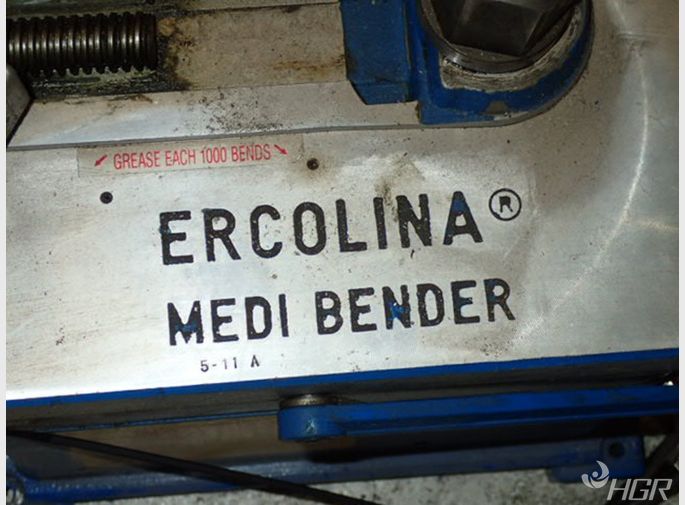 GREASE EACH 1000 BENDS
ERCOLINA®
MEDI BENDER
5-11 A
HGR